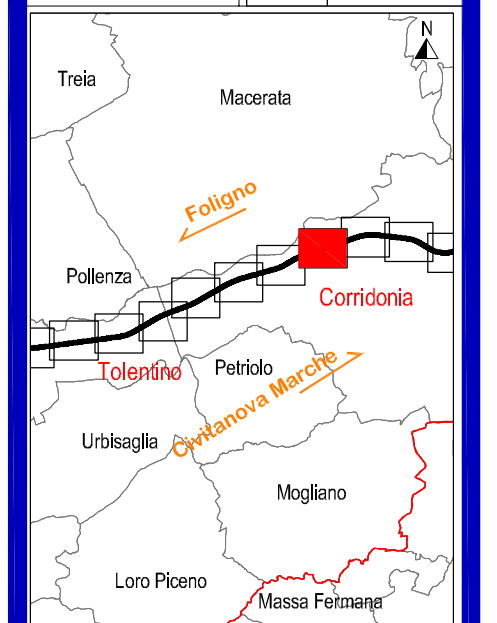 N
Treia
Macerata
Foligno
Pollenza
Corridonia
Tolentino
Petriolo
Civitanova Marche
Urbisaglia
Mogliano
Loro Piceno
Massa Fermana